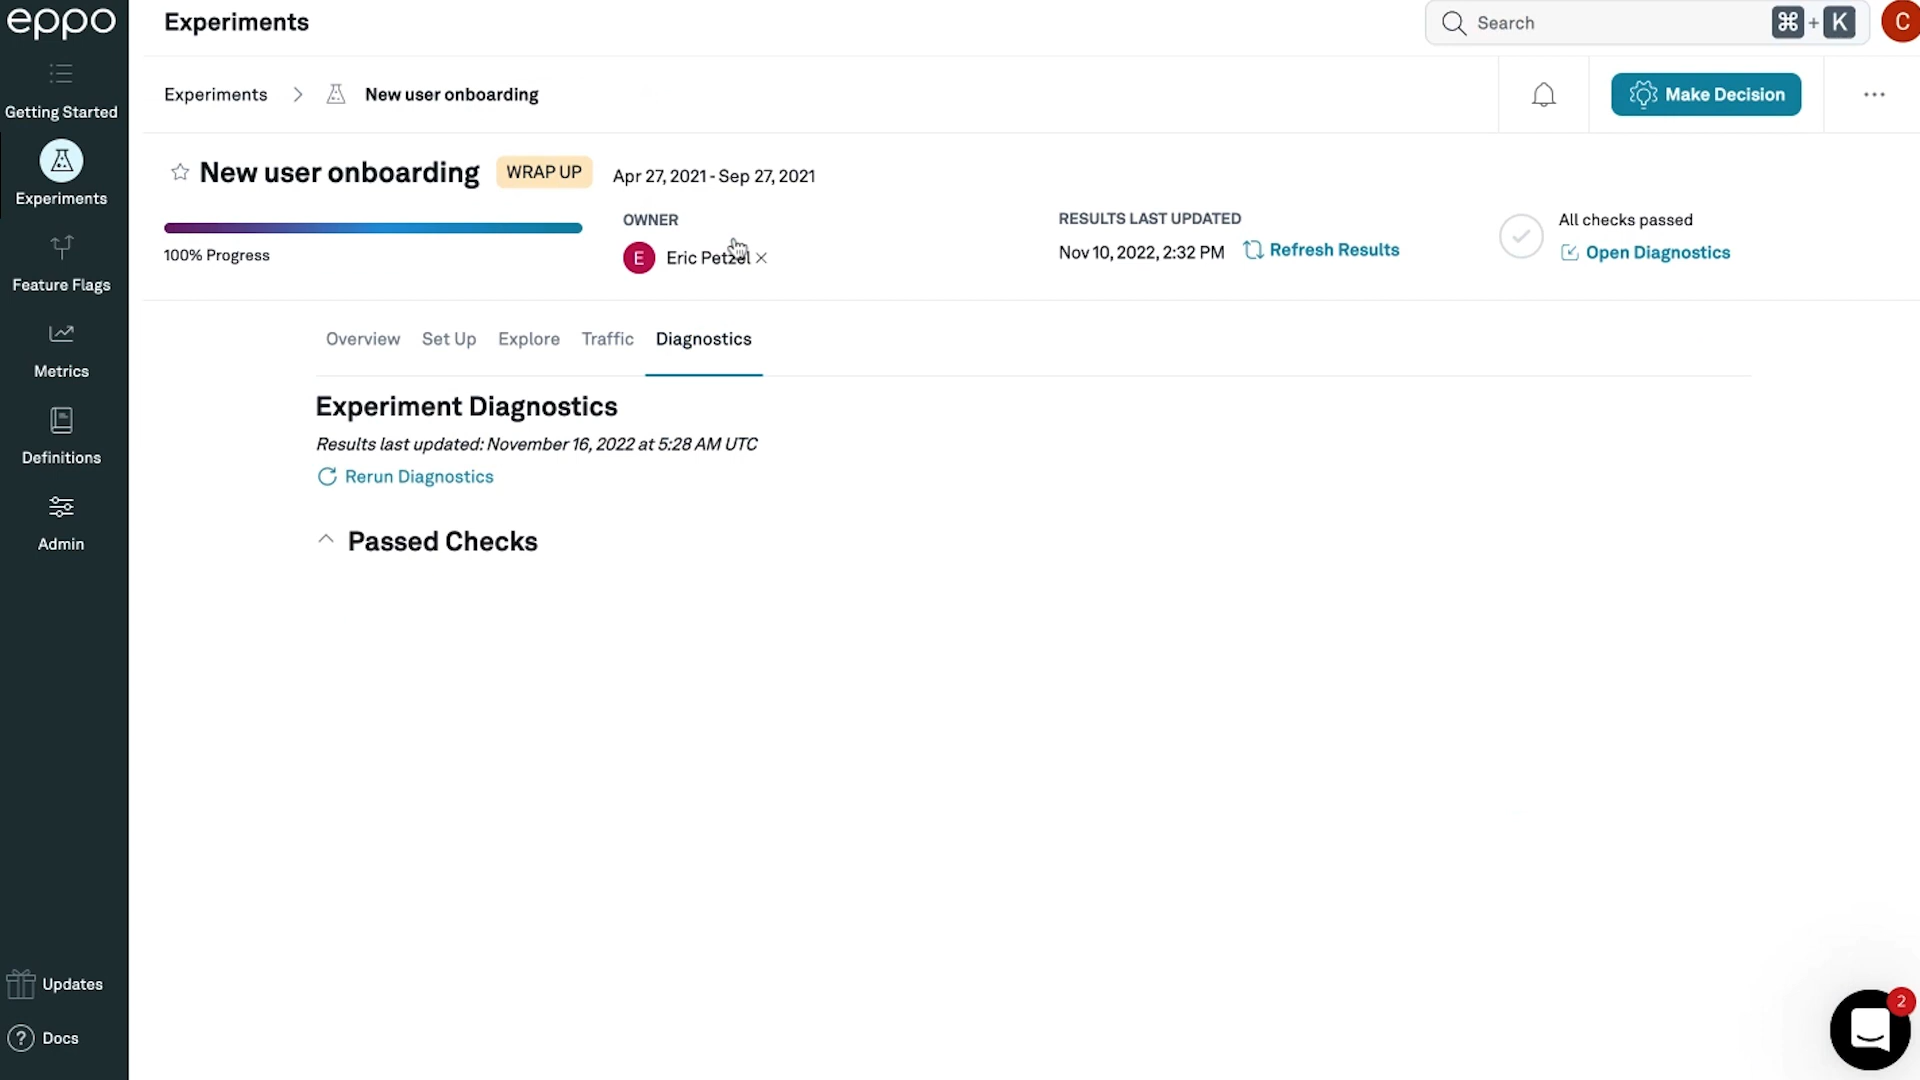 eppo
Experiments
Search
⌘ + K
C
Getting Started
Experiments
Feature Flags
Metrics
Definitions
Admin
Updates
Docs
Experiments > New user onboarding
Make Decision
New user onboarding WRAP UP Apr 27, 2021 - Sep 27, 2021
100% Progress
OWNER
E Eric Petzel
RESULTS LAST UPDATED
Nov 10, 2022, 2:32 PM Refresh Results
All checks passed
Open Diagnostics
Overview Set Up Explore Traffic Diagnostics
Experiment Diagnostics
Results last updated: November 16, 2022 at 5:28 AM UTC
Rerun Diagnostics
Passed Checks
2